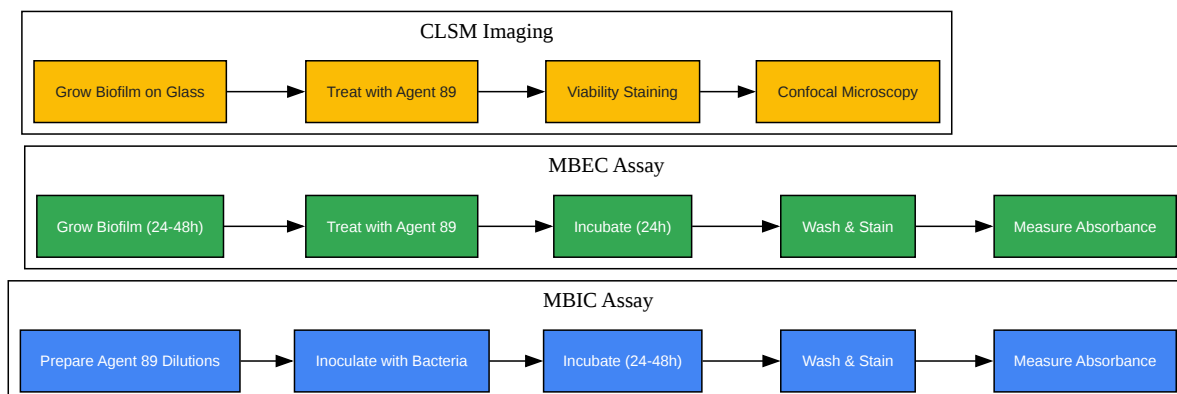 CLSM Imaging
Grow Biofilm on Glass
Treat with Agent 89
Viability Staining
Confocal Microscopy
MBEC Assay
Grow Biofilm (24-48h)
Treat with Agent 89
Incubate (24h)
Wash & Stain
Measure Absorbance
MBIC Assay
Prepare Agent 89 Dilutions
Inoculate with Bacteria
Incubate (24-48h)
Wash & Stain
Measure Absorbance